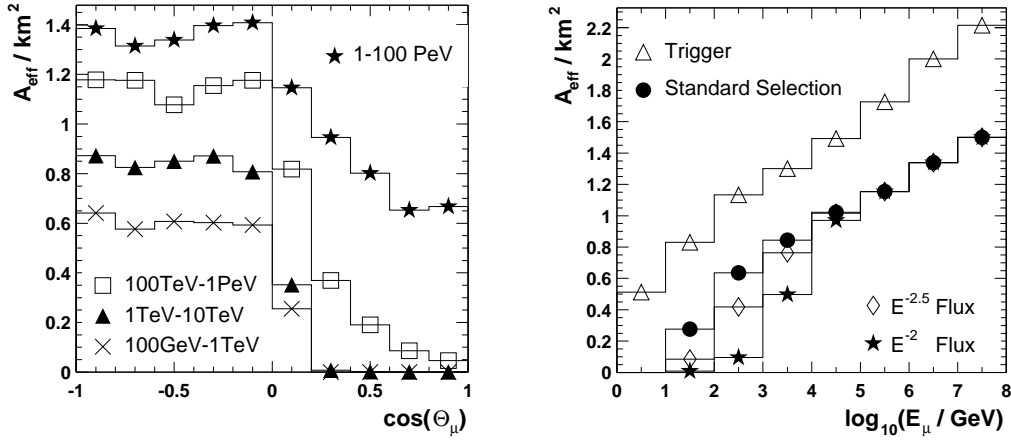 A_eff / km²
1.4
1.2
1
0.8
0.6
0.4
0.2
0
-1
-0.5
0
0.5
1
cos(Θ_μ)
1-100 PeV
100TeV-1PeV
1TeV-10TeV
100GeV-1TeV
A_eff / km²
2.2
2
1.8
1.6
1.4
1.2
1
0.8
0.6
0.4
0.2
0
0
1
2
3
4
5
6
7
8
log₁₀(E_μ / GeV)
Trigger
Standard Selection
E^-2.5 Flux
E^-2 Flux